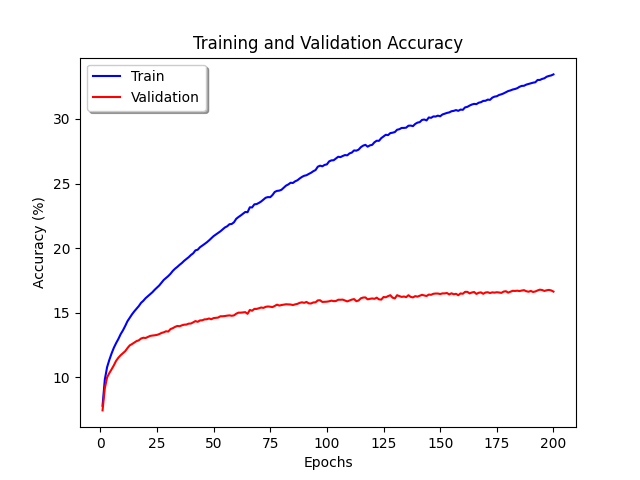 Training and Validation Accuracy
Train
Validation
Accuracy (%)
30
25
20
15
10
0 25 50 75 100 125 150 175 200
Epochs